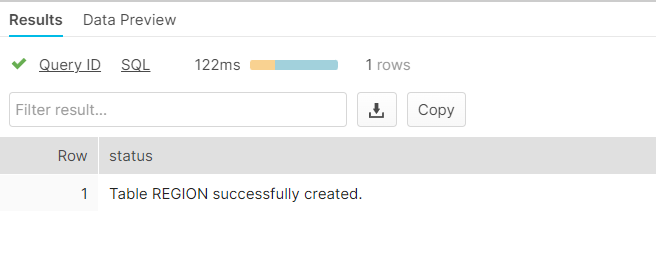 Results Data Preview
Query ID SQL 122ms 1 rows
Filter result... Copy
Row status
1 Table REGION successfully created.